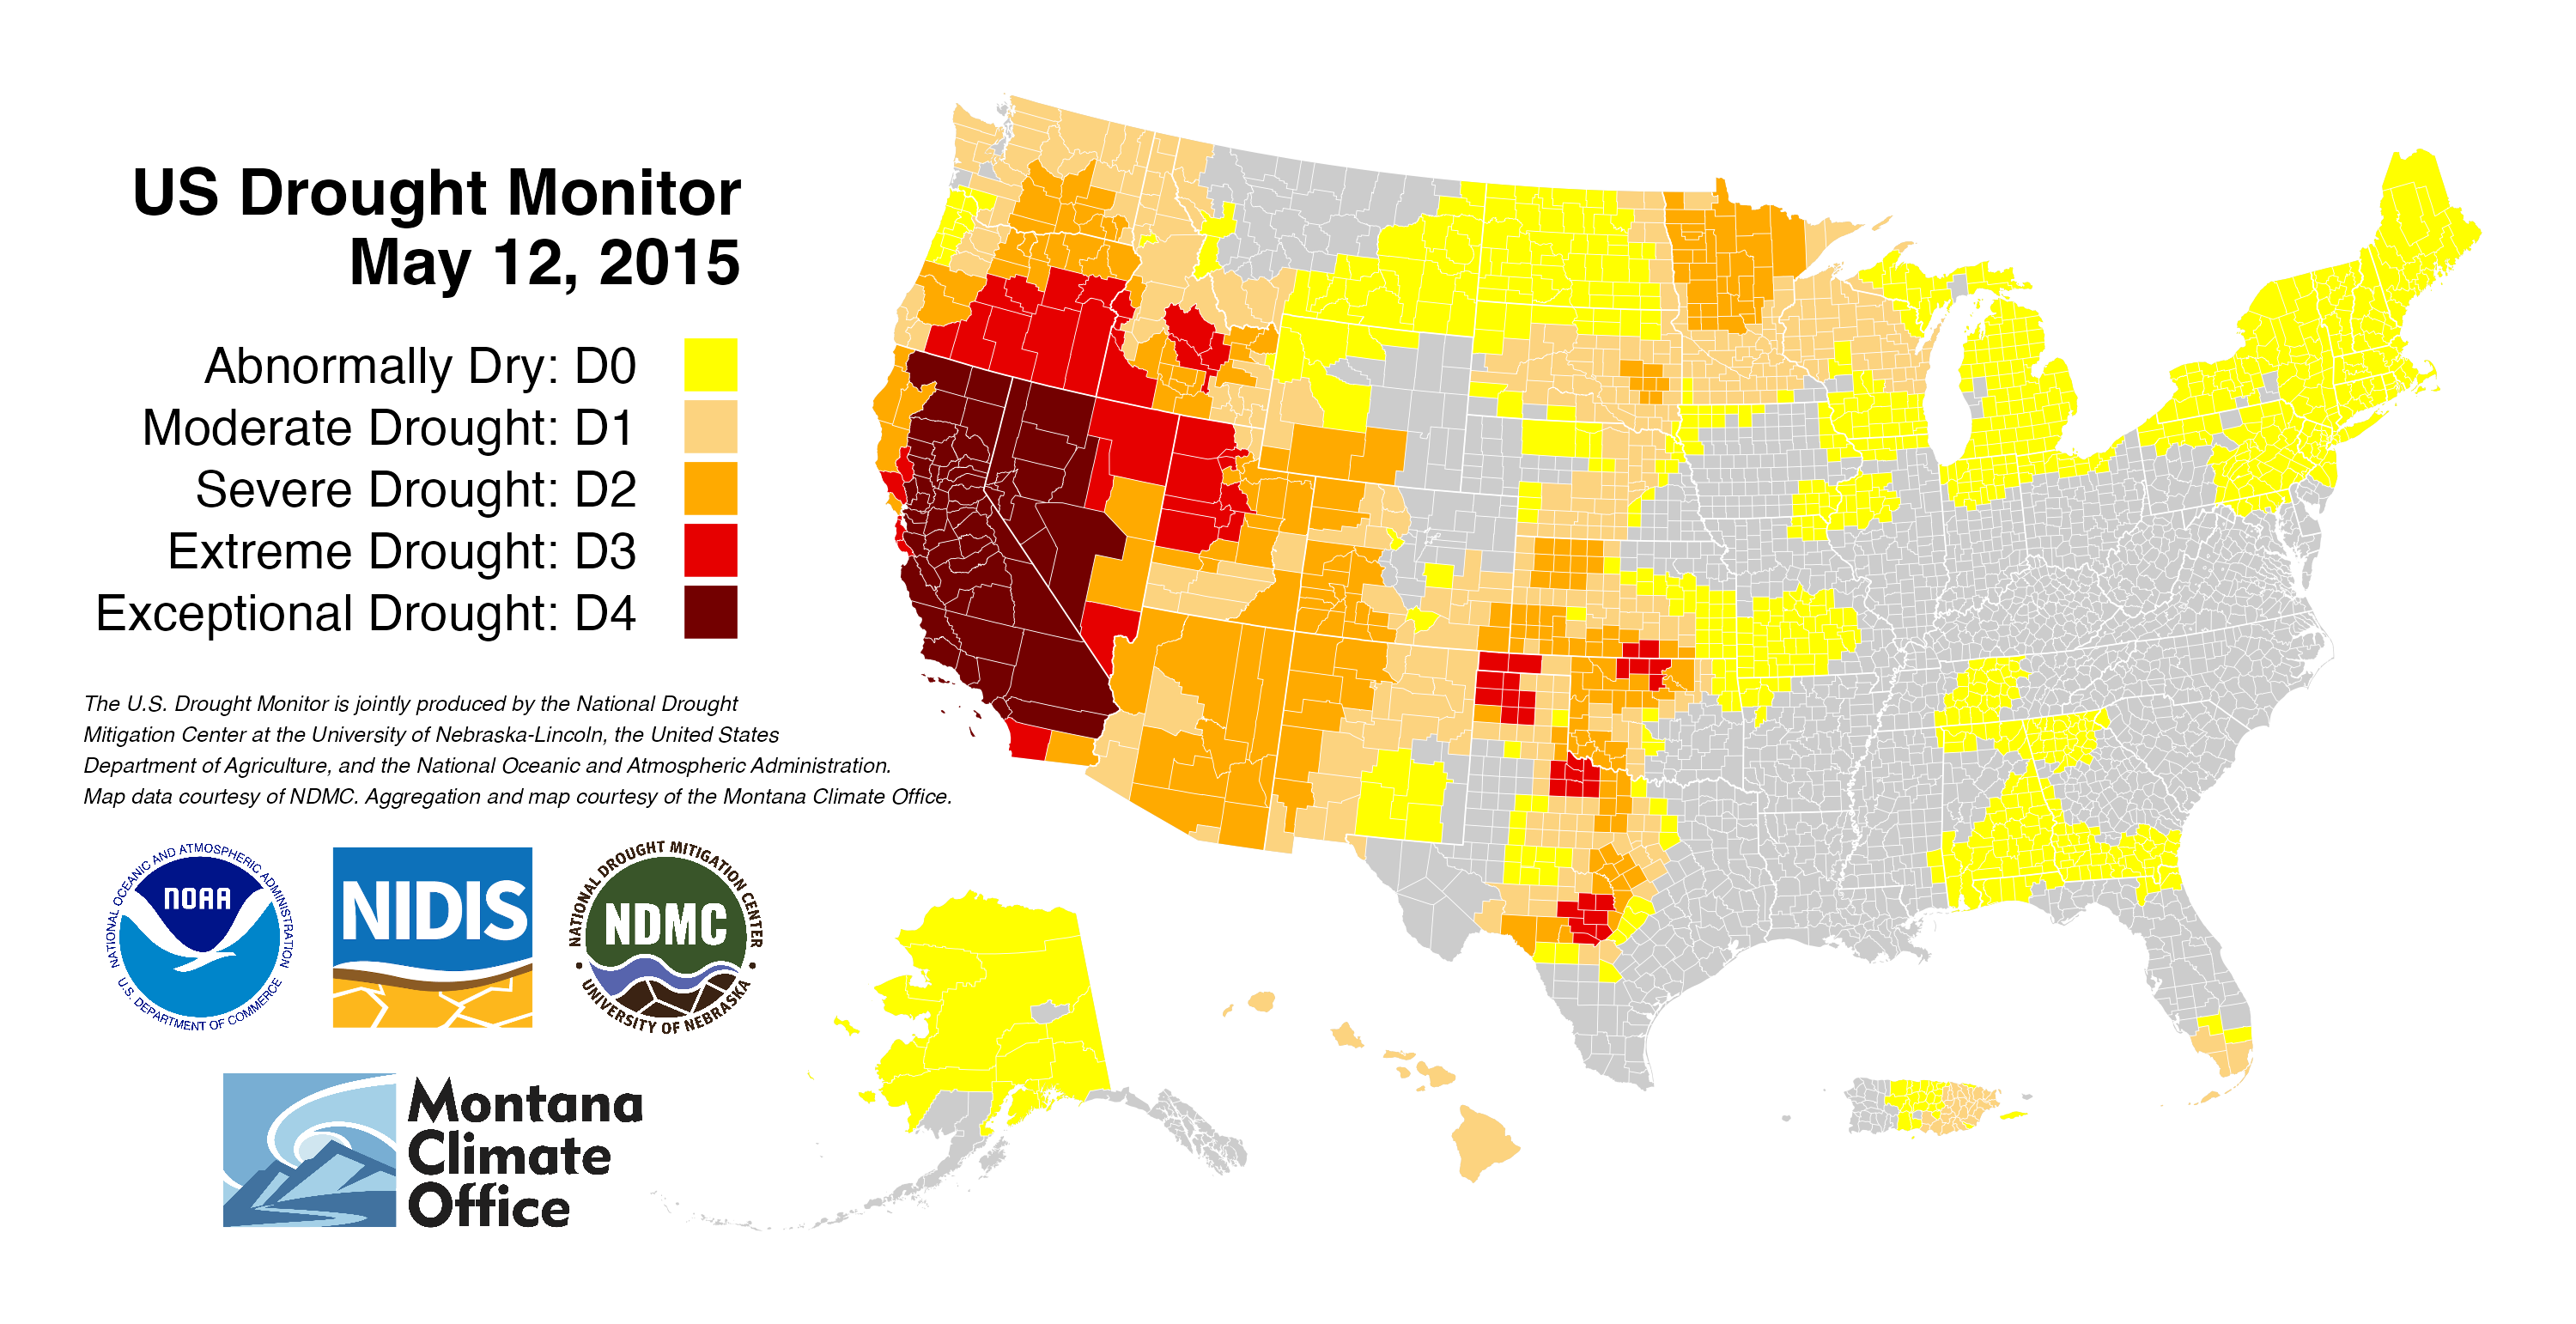 US Drought Monitor
May 12, 2015
Abnormally Dry: D0
Moderate Drought: D1
Severe Drought: D2
Extreme Drought: D3
Exceptional Drought: D4
The U.S. Drought Monitor is jointly produced by the National Drought
Mitigation Center at the University of Nebraska-Lincoln, the United States
Department of Agriculture, and the National Oceanic and Atmospheric Administration.
Map data courtesy of NDMC. Aggregation and map courtesy of the Montana Climate Office.
NATIONAL OCEANIC AND ATMOSPHERIC ADMINISTRATION
NOAA
U.S. DEPARTMENT OF COMMERCE
NIDIS
NATIONAL DROUGHT MITIGATION CENTER
NDMC
UNIVERSITY OF NEBRASKA
Montana
Climate
Office